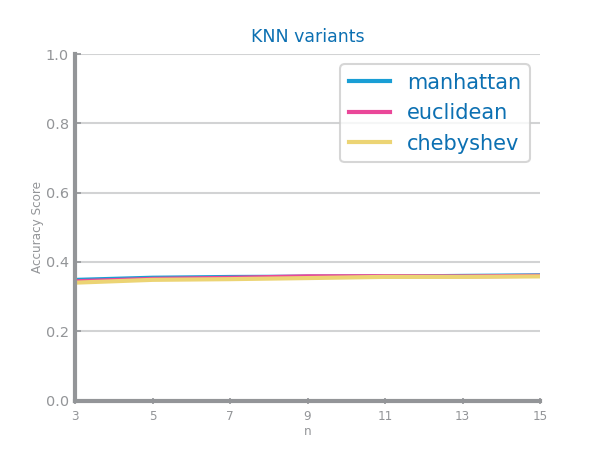 KNN variants
1.0
manhattan
euclidean
chebyshev
0.8
0.6
Accuracy Score
0.4
0.2
0.0
3 5 7 9 11 13 15
n